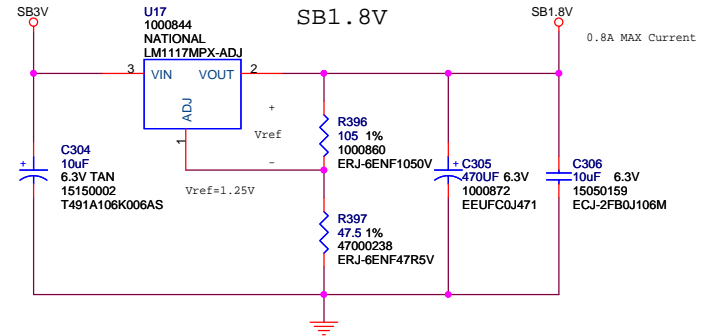 SB3V
U17
1000844
NATIONAL
LM1117MPX-ADJ
SB1.8V
SB1.8V
0.8A MAX Current
3
VIN
VOUT
2
ADJ
1
+
Vref
-
Vref=1.25V
R396
105 1%
1000860
ERJ-6ENF1050V
C304
+
10uF
6.3V TAN
15150002
T491A106K006AS
+
C305
470UF 6.3V
1000872
EEUFC0J471
C306
10uF 6.3V
15050159
ECJ-2FB0J106M
R397
47.5 1%
47000238
ERJ-6ENF47R5V